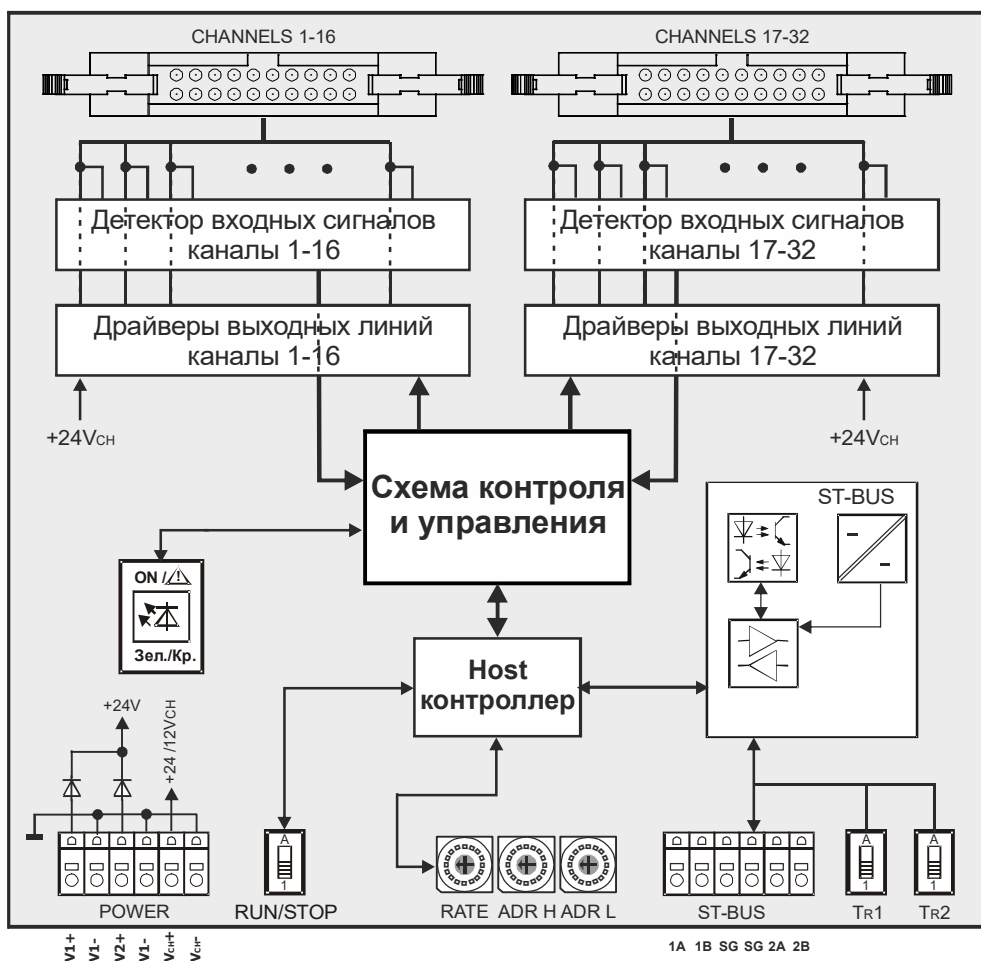 CHANNELS 1-16
CHANNELS 17-32
Детектор входных сигналов
каналы 1-16
Детектор входных сигналов
каналы 17-32
Драйверы выходных линий
каналы 1-16
Драйверы выходных линий
каналы 17-32
+24VCH
+24VCH
Схема контроля
и управления
ST-BUS
ON /
!
Зел./Кр.
Host
контроллер
+24V
+24 /12VCH
A
1
A
1
A
1
POWER
RUN/STOP
RATE ADR H ADR L
ST-BUS
TR1
TR2
V1+
V1-
V2+
V1-
VCH+
VCH-
1A 1B SG SG 2A 2B